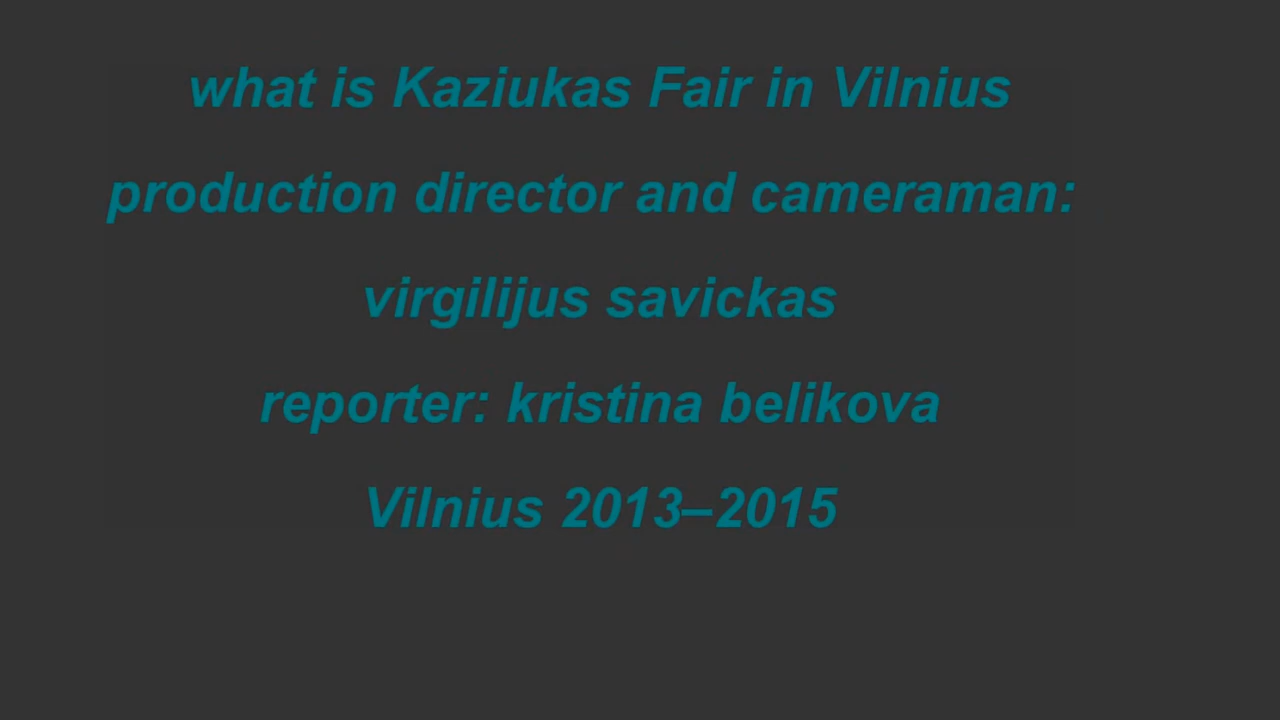 what is Kaziukas Fair in Vilnius
production director and cameraman:
virgilijus savickas
reporter: kristina belikova
Vilnius 2013–2015